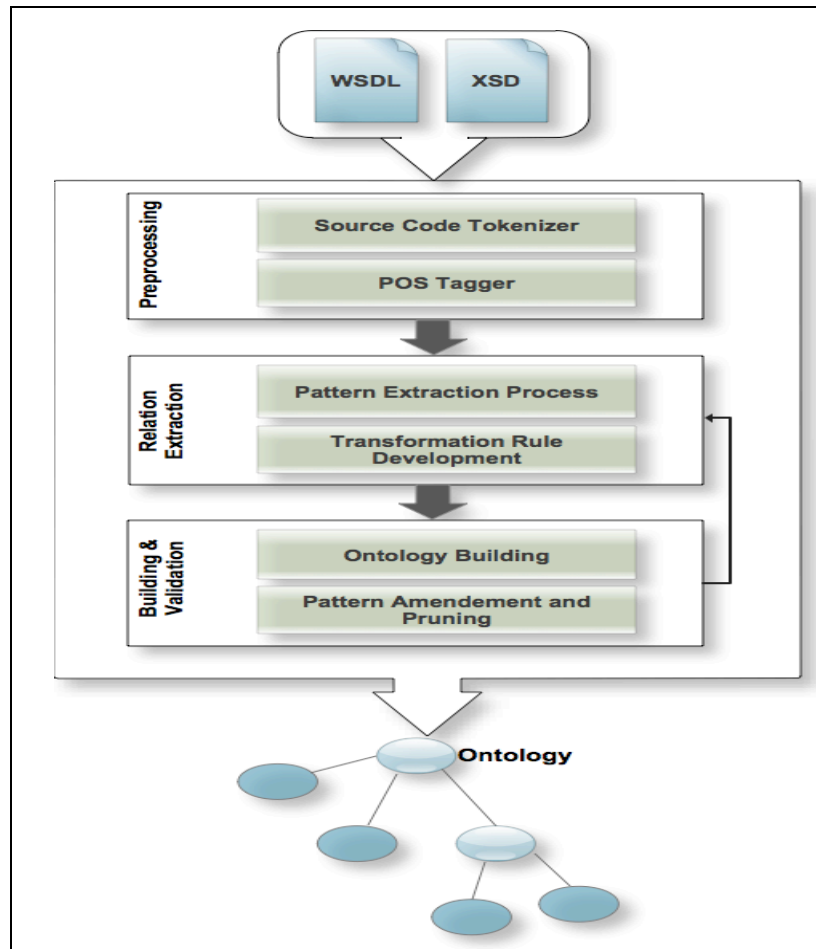 WSDL
XSD
Preprocessing
Source Code Tokenizer
POS Tagger
Relation
Extraction
Pattern Extraction Process
Transformation Rule
Development
Building &
Validation
Ontology Building
Pattern Amendement and
Pruning
Ontology